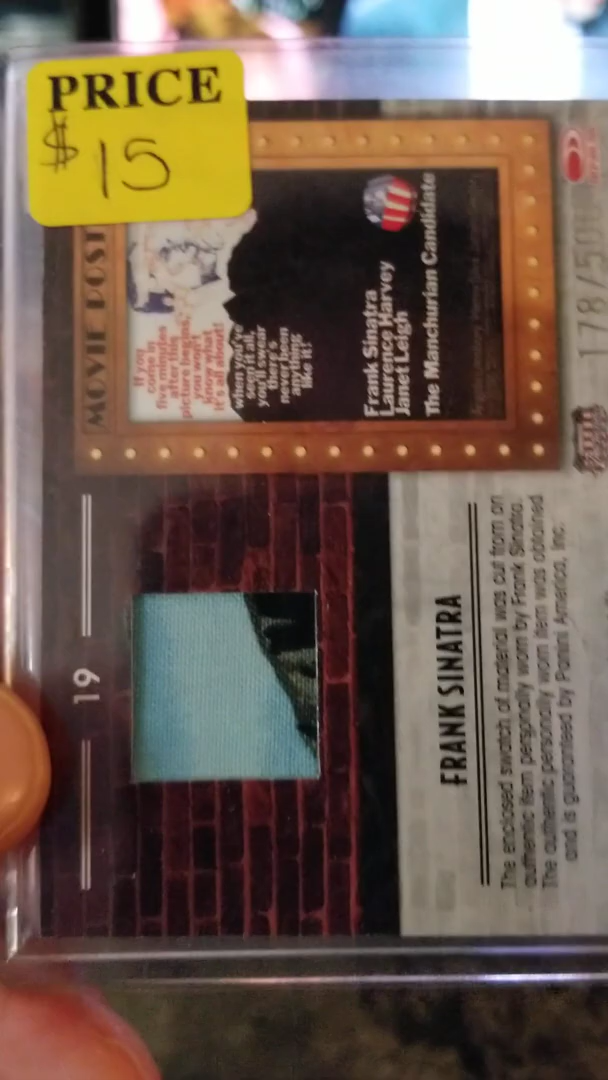 PRICE
$ 15
MOVIE POST
If you
come in
five minutes
after this
picture begins,
you won't
know what
it's all about!
when you've
seen it all,
you'll swear
there's
never been
anything
like it!
Frank Sinatra
Laurence Harvey
Janet Leigh
The Manchurian Candidate
178/500
19
FRANK SINATRA
The enclosed swatch of material was cut from an
authentic item personally worn by Frank Sinatra.
The authentic personally worn item was obtained
and is guaranteed by Panini America, Inc.